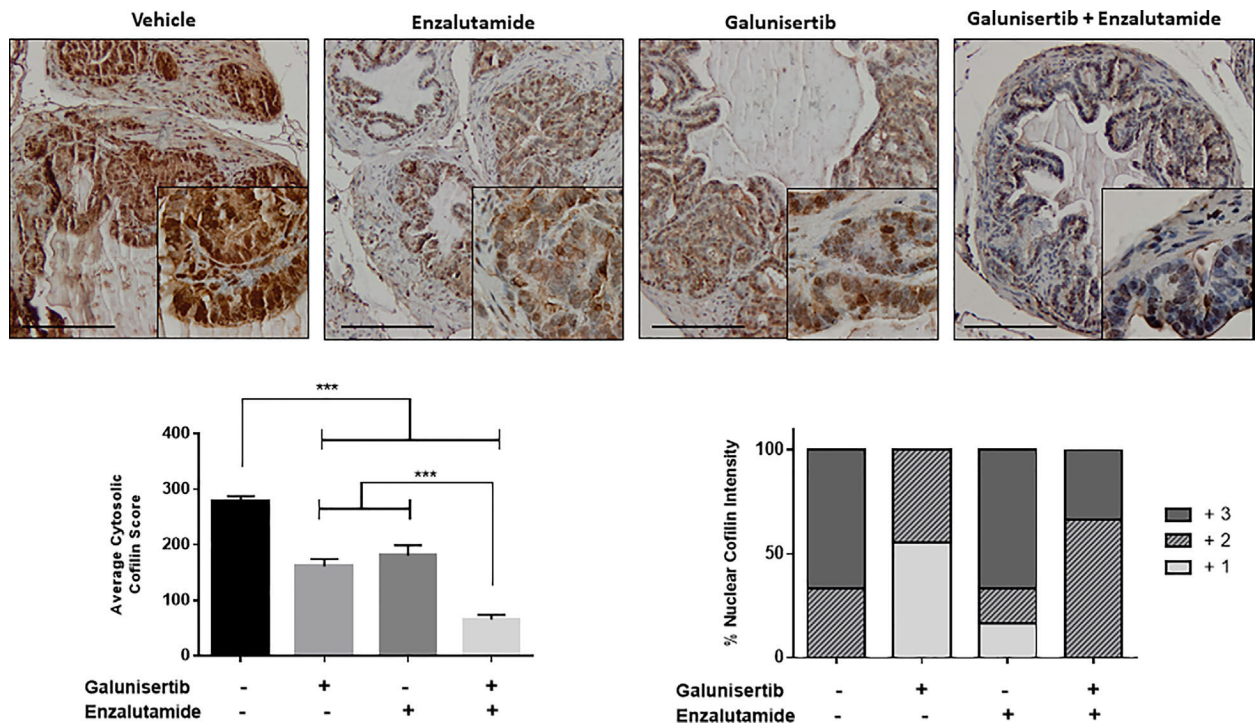 Vehicle
Enzalutamide
Galunisertib
Galunisertib + Enzalutamide
***
***
400
300
200
100
0
Average Cytosolic
Cofilin Score
Galunisertib - + - +
Enzalutamide - - + +
100
50
0
% Nuclear Cofilin Intensity
+ 3
+ 2
+ 1
Galunisertib - + - +
Enzalutamide - - + +